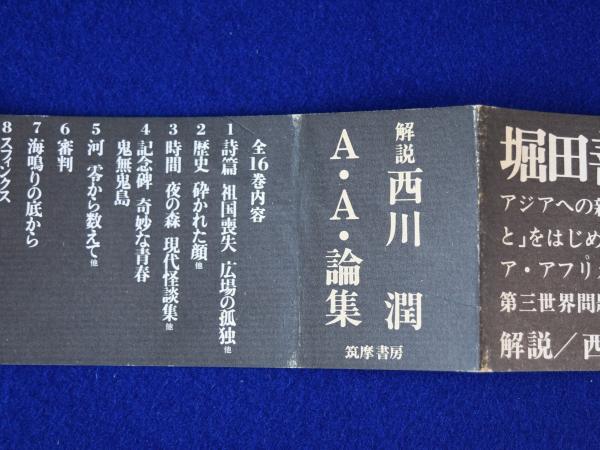 堀田善
アジアへの新
と」をはじめ
ア・アフリカ
第三世界問題
解説／西
解説 西川 潤
A・A・論集
筑摩書房
全16巻内容
1 詩篇 祖国喪失 広場の孤独 他
2 歴史 砕かれた顔 他
3 時間 夜の森 現代怪談集 他
4 記念碑 奇妙な青春
鬼無鬼島
5 河 零から数えて 他
6 審判
7 海鳴りの底から
8 スフィンクス